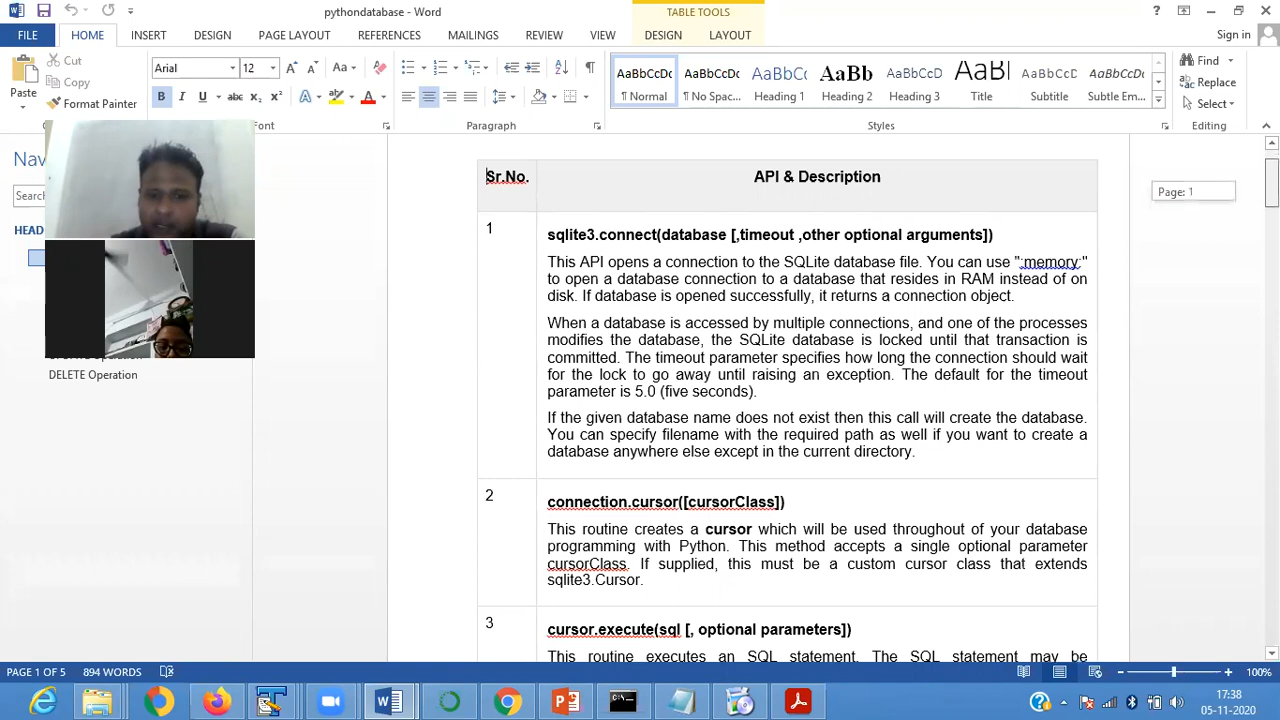 pythondatabase - Word
TABLE TOOLS
?
FILE
HOME
INSERT
DESIGN
PAGE LAYOUT
REFERENCES
MAILINGS
REVIEW
VIEW
DESIGN
LAYOUT
Sign in
Paste
Cut
Copy
Format Painter
Arial
12
Font
Paragraph
AaBbCcDc
¶ Normal
AaBbCcDc
¶ No Spac...
AaBbCc
Heading 1
AaBb
Heading 2
AaBbCcD
Heading 3
AaBl
Title
AaBbCcD
Subtitle
AaBbCcDc
Subtle Em...
Styles
Find
Replace
Select
Editing
Nav
Sear
HEAD
DELETE Operation
Page: 1
Sr.No.
API & Description
1
sqlite3.connect(database [,timeout ,other optional arguments])
This API opens a connection to the SQLite database file. You can use ":memory:"
to open a database connection to a database that resides in RAM instead of on
disk. If database is opened successfully, it returns a connection object.
When a database is accessed by multiple connections, and one of the processes
modifies the database, the SQLite database is locked until that transaction is
committed. The timeout parameter specifies how long the connection should wait
for the lock to go away until raising an exception. The default for the timeout
parameter is 5.0 (five seconds).
If the given database name does not exist then this call will create the database.
You can specify filename with the required path as well if you want to create a
database anywhere else except in the current directory.
2
connection.cursor([cursorClass])
This routine creates a cursor which will be used throughout of your database
programming with Python. This method accepts a single optional parameter
cursorClass. If supplied, this must be a custom cursor class that extends
sqlite3.Cursor.
3
cursor.execute(sql [, optional parameters])
This routine executes an SQL statement. The SQL statement may be
PAGE 1 OF 5
894 WORDS
100%
17:38
05-11-2020